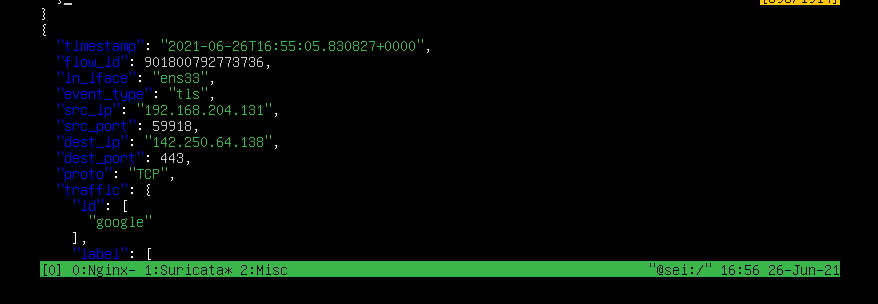 }
{
"timestamp": "2021-06-26T16:55:05.830827+0000",
"flow_id": 901800792773736,
"in_iface": "ens33",
"event_type": "tls",
"src_ip": "192.168.204.131",
"src_port": 59918,
"dest_ip": "142.250.64.138",
"dest_port": 443,
"proto": "TCP",
"traffic": {
"id": [
"google"
],
"label": [
[0] 0:Nginx- 1:Suricata* 2:Misc "@sei:/" 16:56 26-Jun-21